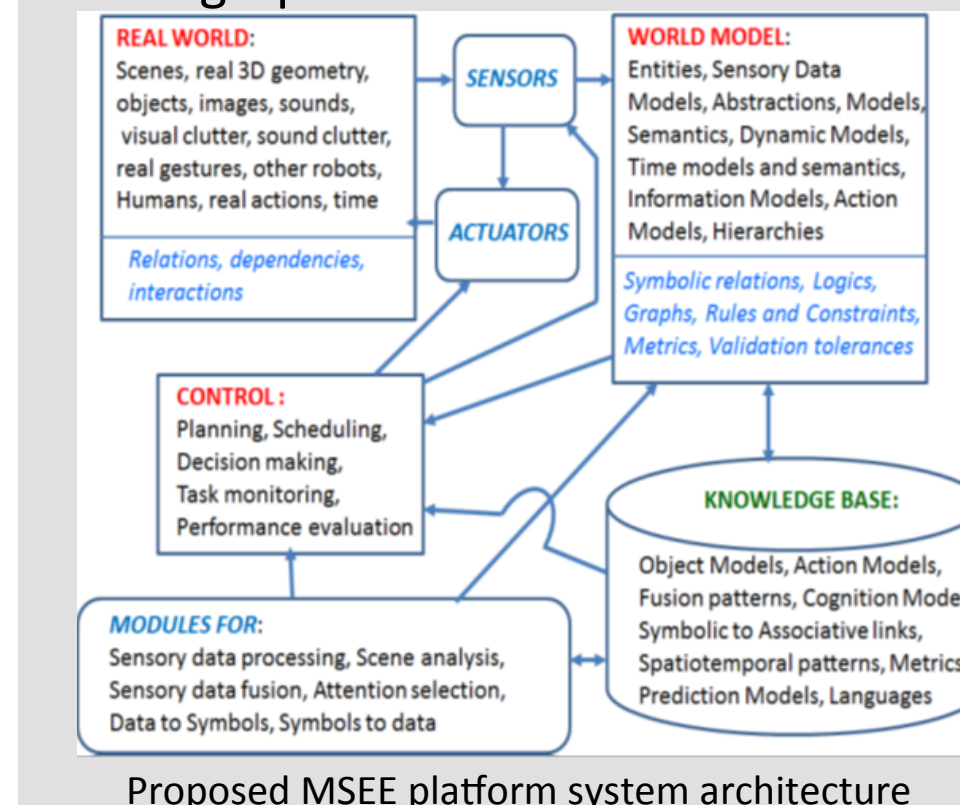 REAL WORLD:
Scenes, real 3D geometry,
objects, images, sounds,
visual clutter, sound clutter,
real gestures, other robots,
Humans, real actions, time
Relations, dependencies,
interactions
SENSORS
ACTUATORS
WORLD MODEL:
Entities, Sensory Data
Models, Abstractions, Models,
Semantics, Dynamic Models,
Time models and semantics,
Information Models, Action
Models, Hierarchies
Symbolic relations, Logics,
Graphs, Rules and Constraints,
Metrics, Validation tolerances
CONTROL :
Planning, Scheduling,
Decision making,
Task monitoring,
Performance evaluation
KNOWLEDGE BASE:
Object Models, Action Models,
Fusion patterns, Cognition Mode
Symbolic to Associative links,
Spatiotemporal patterns, Metrics
Prediction Models, Languages
MODULES FOR:
Sensory data processing, Scene analysis,
Sensory data fusion, Attention selection,
Data to Symbols, Symbols to data
Proposed MSEE platform system architecture